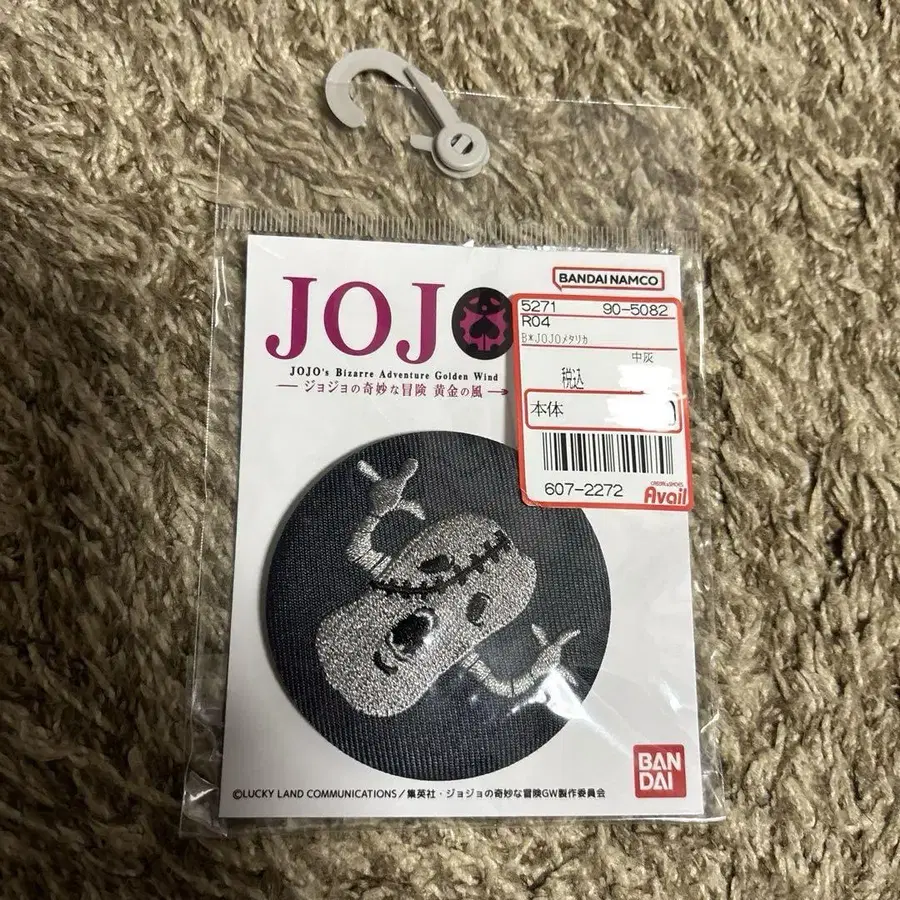 BANDAI NAMCO
JOJO
JOJO's Bizarre Adventure Golden Wind
ジョジョの奇妙な冒険 黄金の風
5271 90-5082
R04
B*JOJOメタリカ
中灰
税込
本体
607-2272
Avail
BAN
DAI
©LUCKY LAND COMMUNICATIONS/集英社・ジョジョの奇妙な冒険GW製作委員会